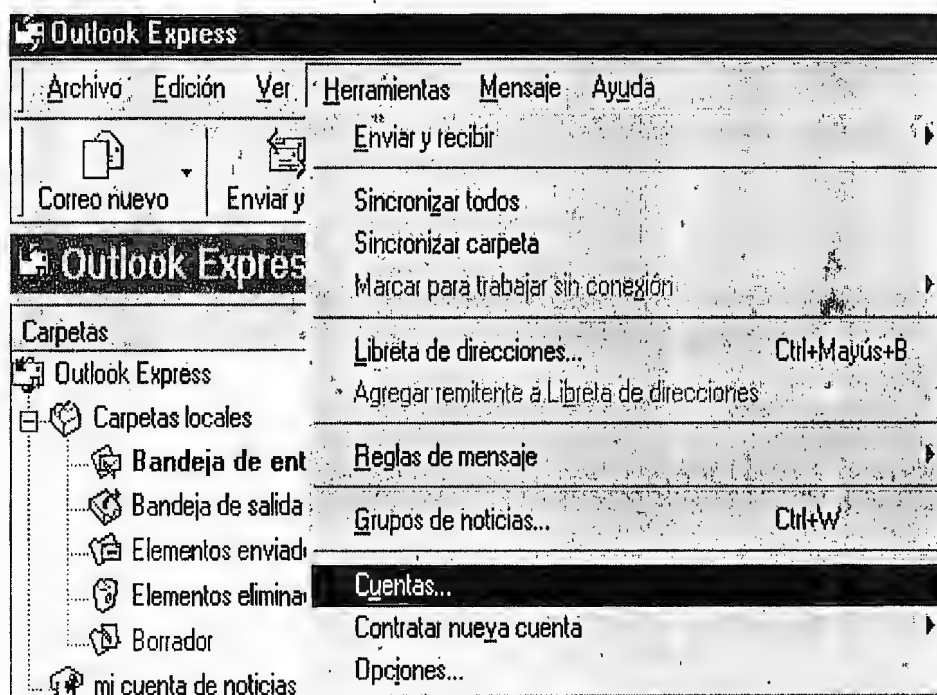 Outlook Express
Archivo Edición Ver Herramientas Mensaje Ayuda
Correo nuevo Enviar y
Enviar y recibir
Sincronizar todos
Sincronizar carpeta
Marcar para trabajar sin conexión
Libreta de direcciones... Ctrl+Mayús+B
Agregar remitente a Libreta de direcciones
Reglas de mensaje
Grupos de noticias... Ctrl+W
Cuentas...
Contratar nueva cuenta
Opciones...
Outlook Expres
Carpetas
Outlook Express
Carpetas locales
Bandeja de ent
Bandeja de salida
Elementos enviad
Elementos elimina
Borrador
mi cuenta de noticias